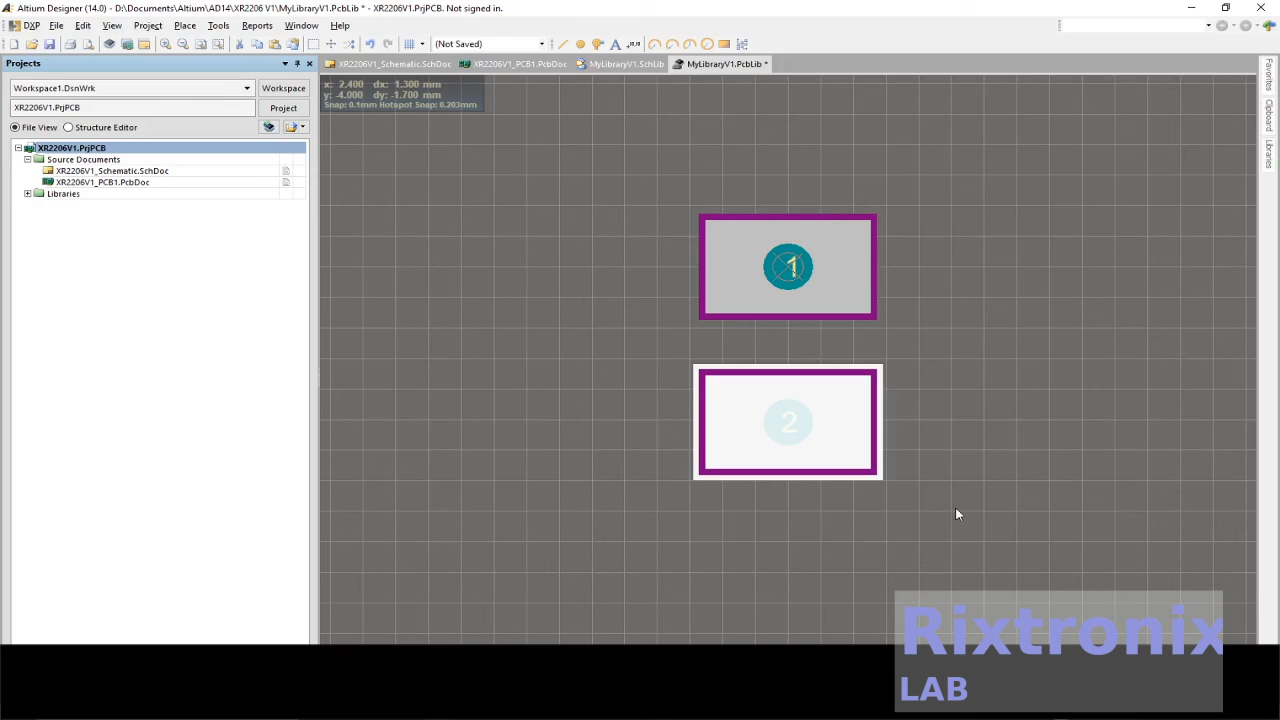 Altium Designer (14.0) - D:\Documents\Altium\AD14\XR2206 V1\MyLibraryV1.PcbLib * - XR2206V1.PrjPCB. Not signed in.
DXP File Edit View Project Place Tools Reports Window Help
(Not Saved)
Projects
XR2206V1_Schematic.SchDoc XR2206V1_PCB1.PcbDoc MyLibraryV1.SchLib MyLibraryV1.PcbLib *
Workspace1.DsnWrk Workspace
XR2206V1.PrjPCB Project
File View Structure Editor
XR2206V1.PrjPCB
Source Documents
XR2206V1_Schematic.SchDoc
XR2206V1_PCB1.PcbDoc
Libraries
x: 2.400 dx: 1.300 mm
y: -4.000 dy: -1.700 mm
Snap: 0.1mm Hotspot Snap: 0.203mm
1
2
Favorites
Clipboard
Libraries
Rixtronix
LAB